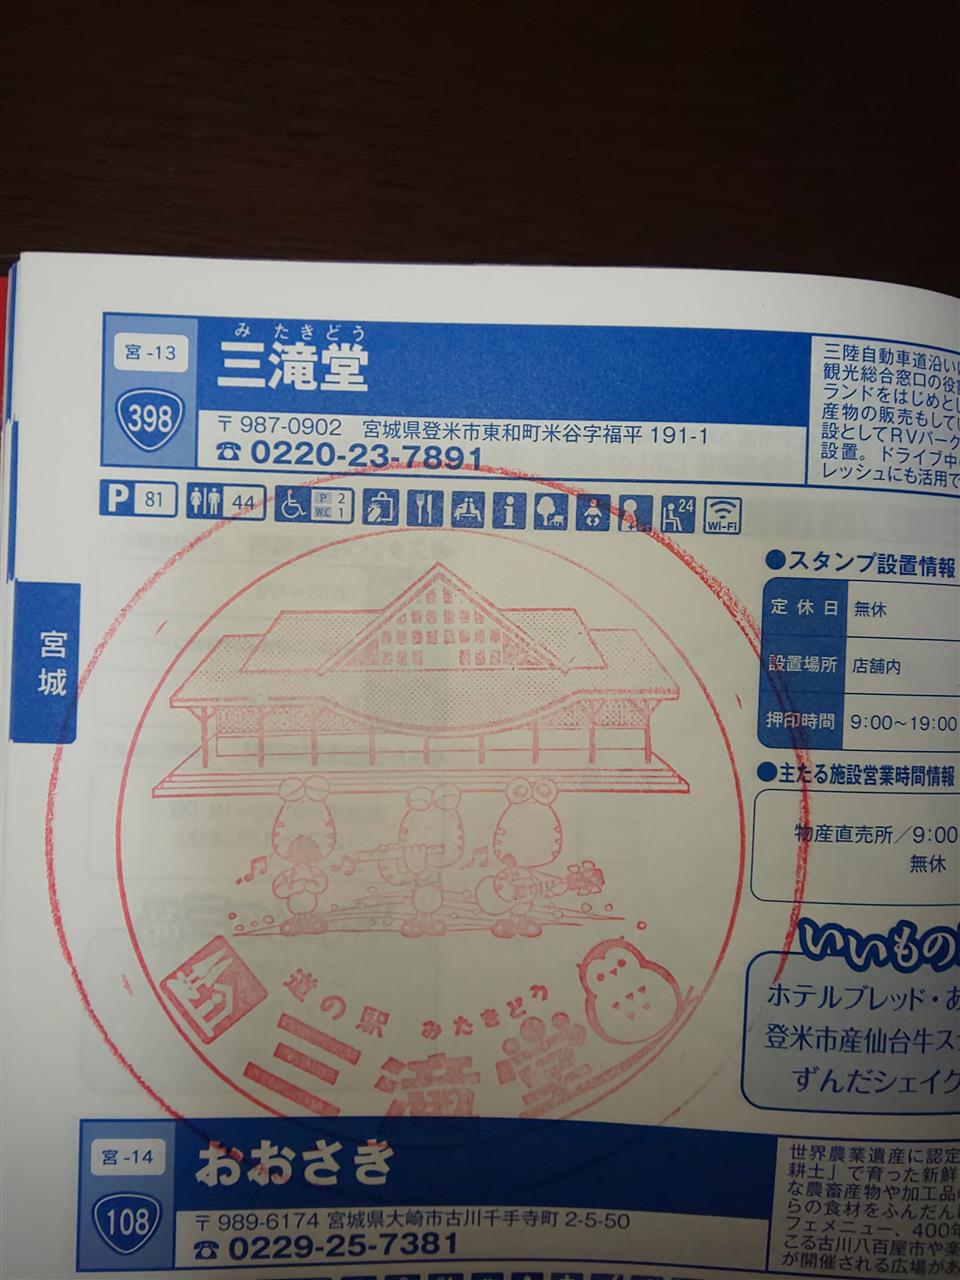 宮-13
398
みたきどう
三滝堂
〒987-0902 宮城県登米市東和町米谷字福平 191-1
☎0220-23-7891
三陸自動車道沿い
観光総合窓口の役
ランドをはじめとし
産物の販売もしてい
設としてRVパーク
設置。ドライブ中
レッシュにも活用で
P 81
44
P 2
W.C 1
24
Wi-Fi
宮城
●スタンプ設置情報
定休日 無休
設置場所 店舗内
押印時間 9:00～19:00
●主たる施設営業時間情報
物産直売所／9:00
無休
いいもの
ホテルブレッド・あ
登米市産仙台牛ス
ずんだシェイク
道の駅 みたきどう
三滝堂
宮-14
108
おおさき
〒989-6174 宮城県大崎市古川千手寺町 2-5-50
☎0229-25-7381
世界農業遺産に認定
耕土」で育った新鮮
な農畜産物や加工品
らの食材をふんだん
フェメニュー、400年
こる古川八百屋市や楽
が開催される広場があ